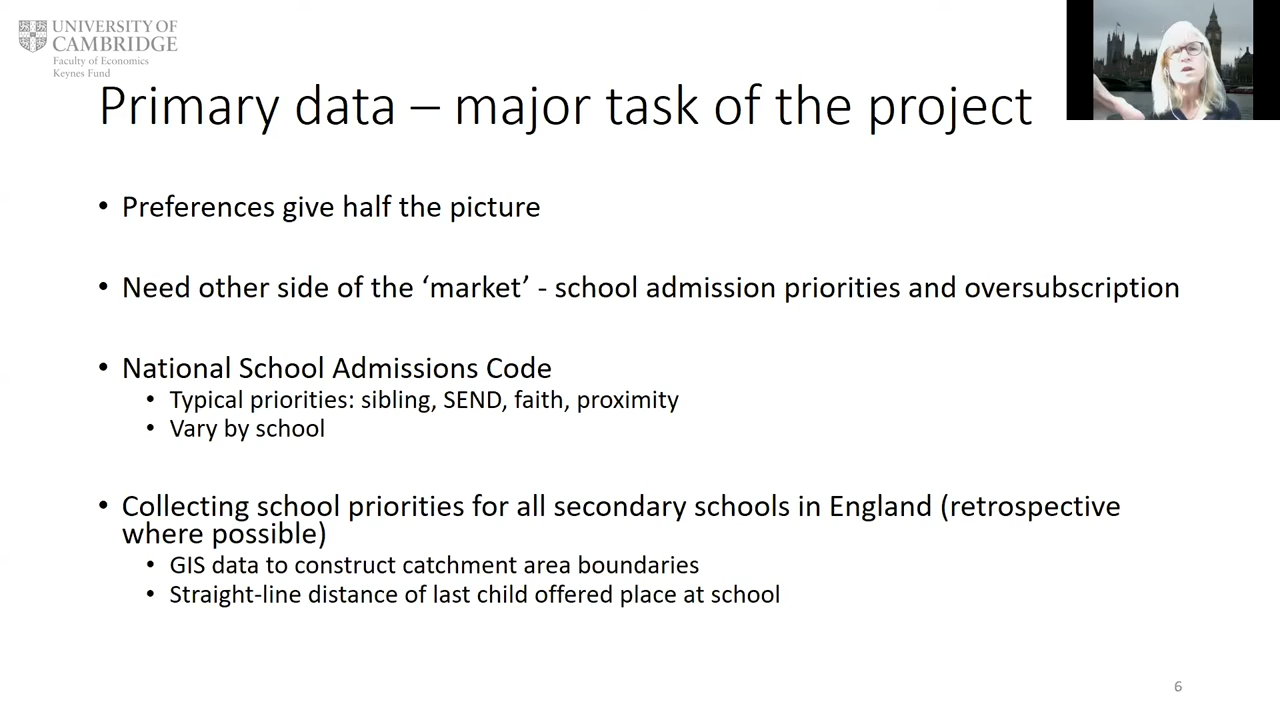 UNIVERSITY OF
CAMBRIDGE
Faculty of Economics
Keynes Fund
Primary data – major task of the project
• Preferences give half the picture
• Need other side of the ‘market’ - school admission priorities and oversubscription
• National School Admissions Code
• Typical priorities: sibling, SEND, faith, proximity
• Vary by school
• Collecting school priorities for all secondary schools in England (retrospective
where possible)
• GIS data to construct catchment area boundaries
• Straight-line distance of last child offered place at school
6